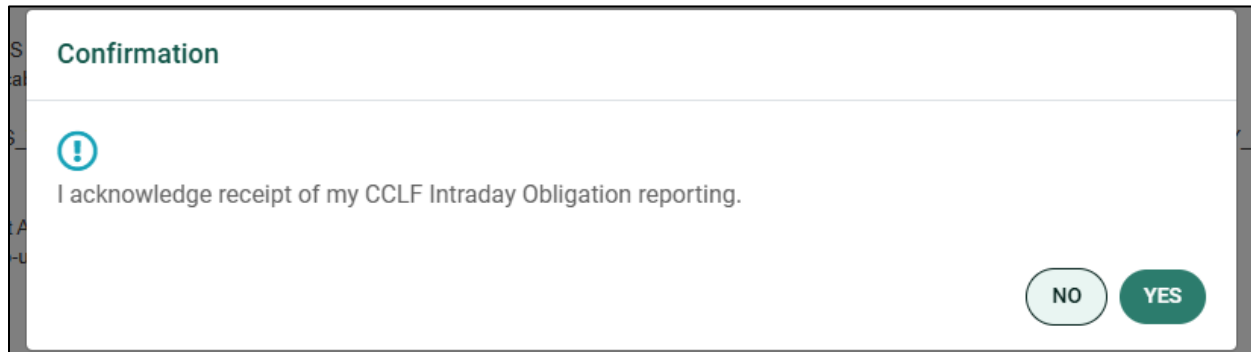 Confirmation
I acknowledge receipt of my CCLF Intraday Obligation reporting.
NO
YES